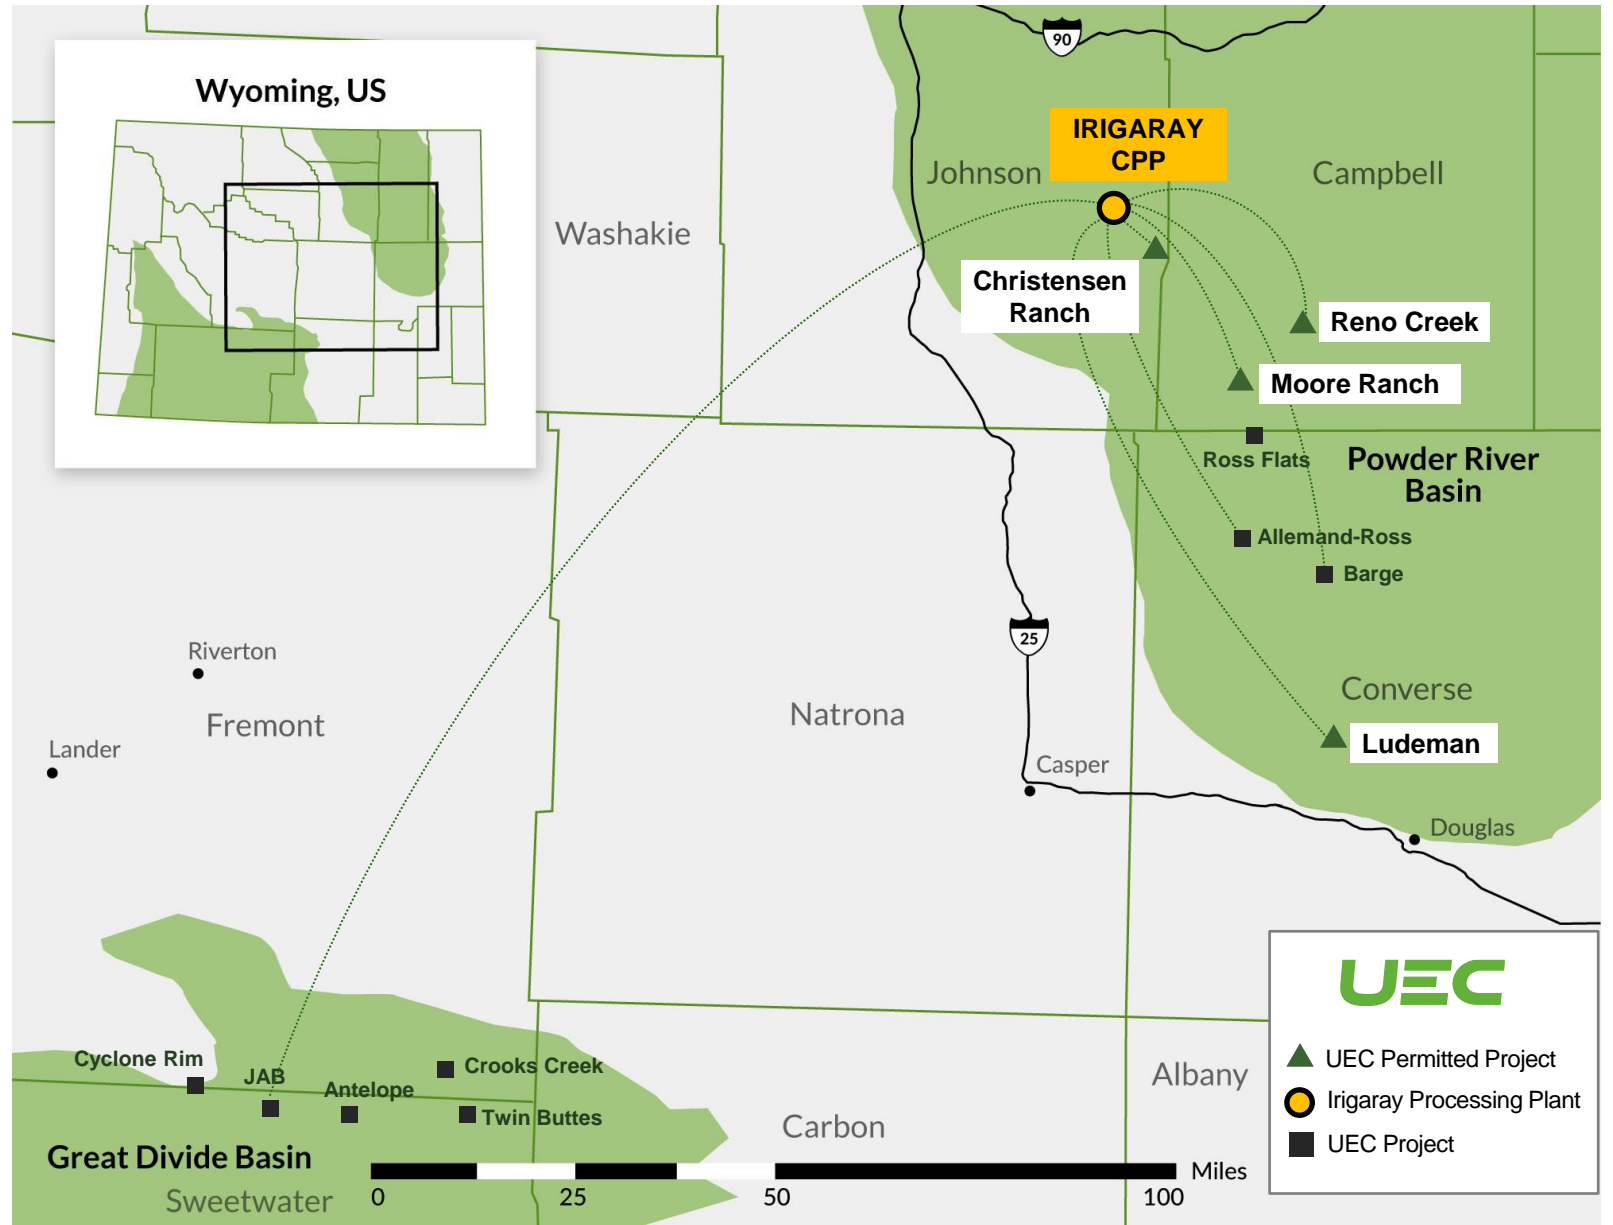 Wyoming, US
90
IRIGARAY
CPP
Johnson
Campbell
Washakie
Christensen
Ranch
Reno Creek
Moore Ranch
Ross Flats
Powder River
Basin
Allemand-Ross
Barge
25
Riverton
Fremont
Lander
Natrona
Converse
Ludeman
Casper
Douglas
UEC
UEC Permitted Project
Irigaray Processing Plant
UEC Project
Cyclone Rim
JAB
Antelope
Crooks Creek
Twin Buttes
Albany
Carbon
Great Divide Basin
Sweetwater
Miles
0 25 50 100